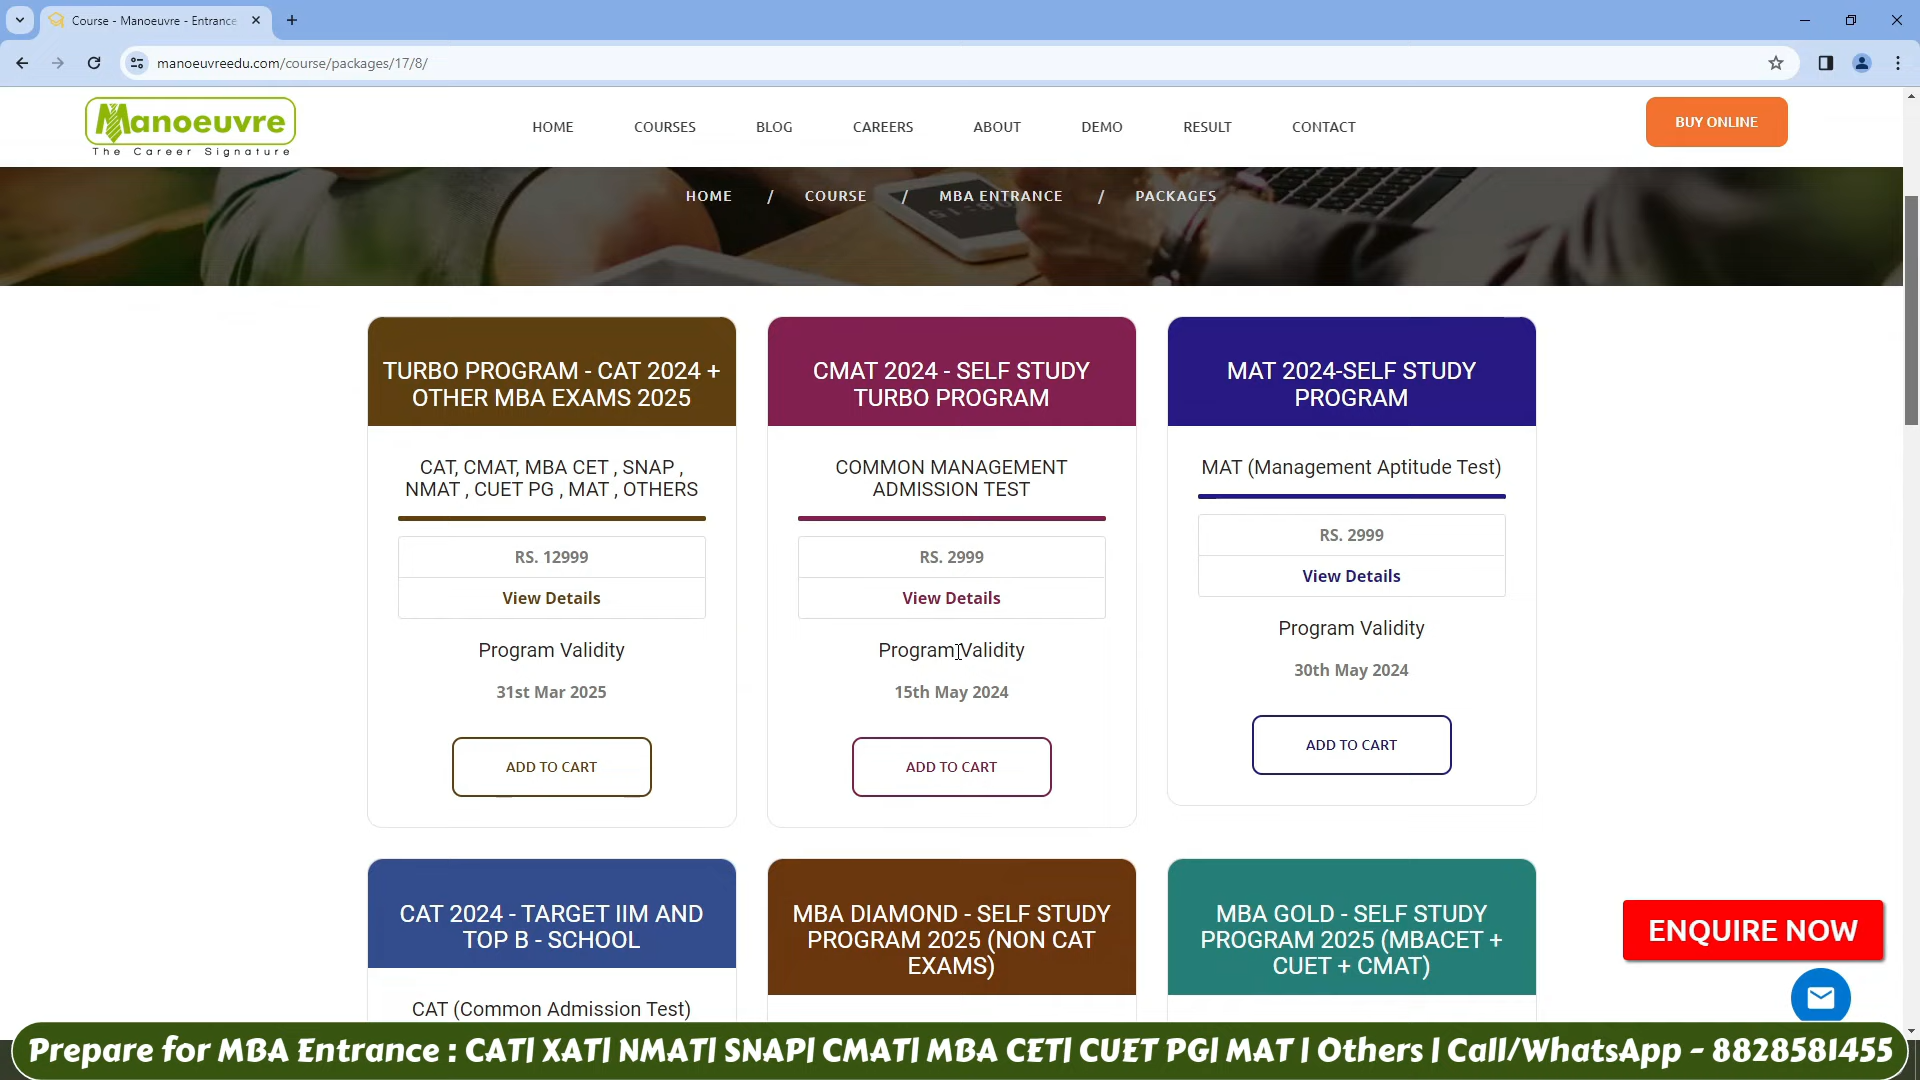 Course - Manoeuvre - Entrance
manoeuvreedu.com/course/packages/17/8/
Manoeuvre
The Career Signature
HOME
COURSES
BLOG
CAREERS
ABOUT
DEMO
RESULT
CONTACT
BUY ONLINE
HOME / COURSE / MBA ENTRANCE / PACKAGES
TURBO PROGRAM - CAT 2024 +
OTHER MBA EXAMS 2025
CAT, CMAT, MBA CET , SNAP ,
NMAT , CUET PG , MAT , OTHERS
RS. 12999
View Details
Program Validity
31st Mar 2025
ADD TO CART
CMAT 2024 - SELF STUDY
TURBO PROGRAM
COMMON MANAGEMENT
ADMISSION TEST
RS. 2999
View Details
Program Validity
15th May 2024
ADD TO CART
MAT 2024-SELF STUDY
PROGRAM
MAT (Management Aptitude Test)
RS. 2999
View Details
Program Validity
30th May 2024
ADD TO CART
CAT 2024 - TARGET IIM AND
TOP B - SCHOOL
CAT (Common Admission Test)
MBA DIAMOND - SELF STUDY
PROGRAM 2025 (NON CAT
EXAMS)
MBA GOLD - SELF STUDY
PROGRAM 2025 (MBACET +
CUET + CMAT)
ENQUIRE NOW
Prepare for MBA Entrance : CAT| XAT| NMAT| SNAP| CMAT| MBA CET| CUET PG| MAT | Others | Call/WhatsApp - 8828581455